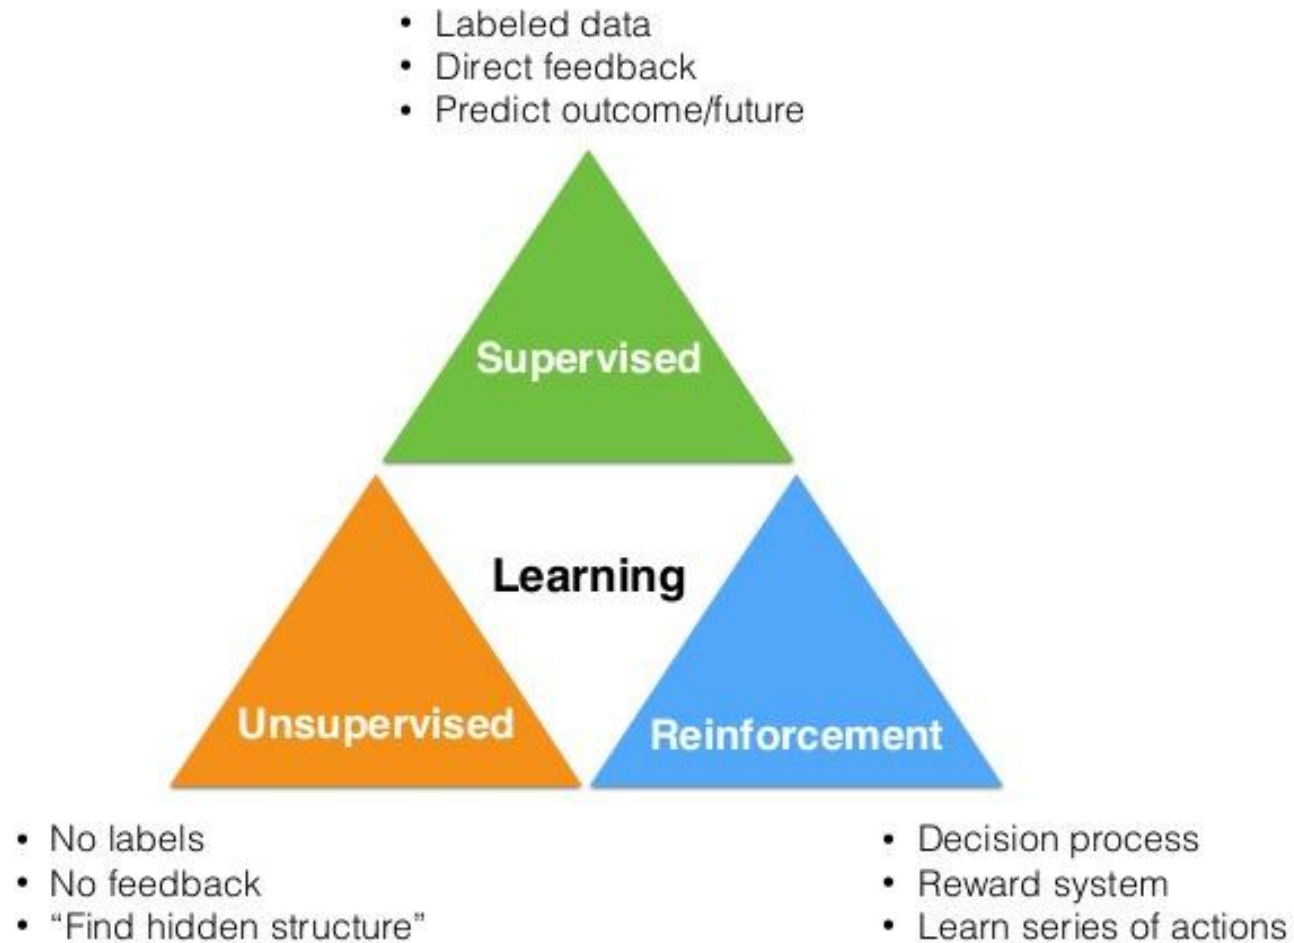 • Labeled data
• Direct feedback
• Predict outcome/future
Supervised
Learning
Unsupervised
Reinforcement
• No labels
• No feedback
• “Find hidden structure”
• Decision process
• Reward system
• Learn series of actions